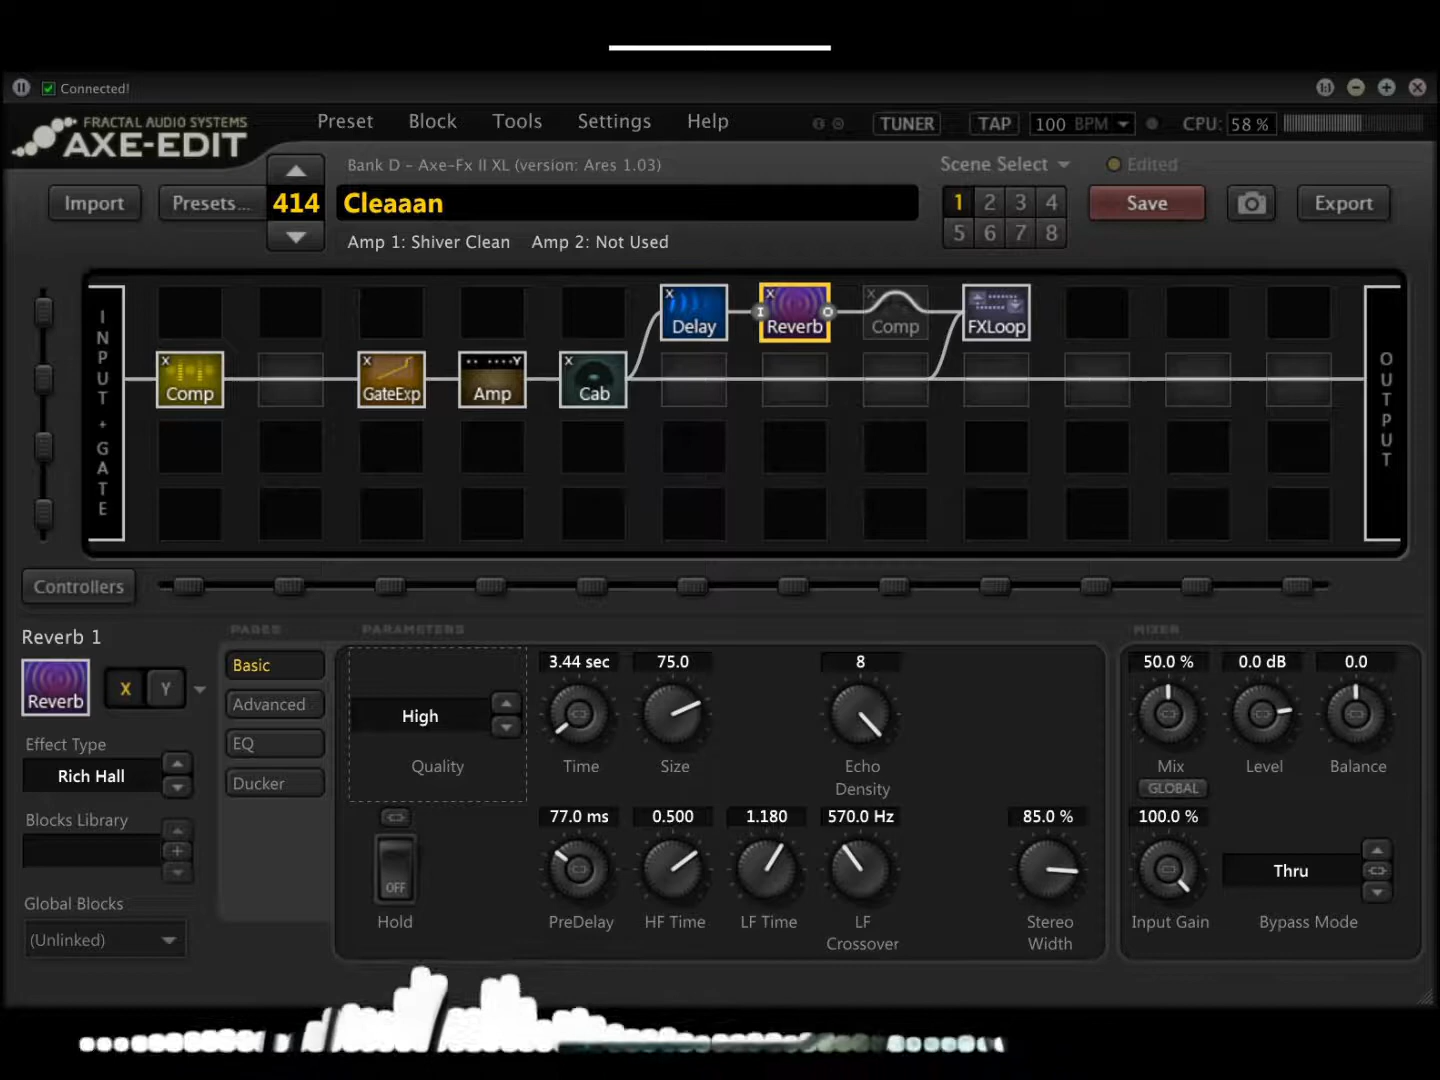 Connected!
FRACTAL AUDIO SYSTEMS
AXE-EDIT
Preset Block Tools Settings Help
TUNER TAP 100 BPM CPU: 58 %
Bank D - Axe-Fx II XL (version: Ares 1.03)
Scene Select Edited
Import Presets... 414 Cleaaan
1 2 3 4
5 6 7 8
Save Export
Amp 1: Shiver Clean Amp 2: Not Used
INPUT + GATE
X Delay
X Reverb
I O
X Comp
FXLoop
X Comp
X GateExp
Y Amp
X Cab
OUTPUT
Controllers
Reverb 1
PAGES PARAMETERS MIXER
Reverb X Y
Effect Type
Rich Hall
Blocks Library
Global Blocks
(Unlinked)
Basic
Advanced
EQ
Ducker
High
Quality
3.44 sec 75.0 8
Time Size Echo Density
OFF
Hold
77.0 ms 0.500 1.180 570.0 Hz 85.0 %
PreDelay HF Time LF Time LF Crossover Stereo Width
50.0 % 0.0 dB 0.0
Mix Level Balance
GLOBAL
100.0 %
Thru
Input Gain Bypass Mode